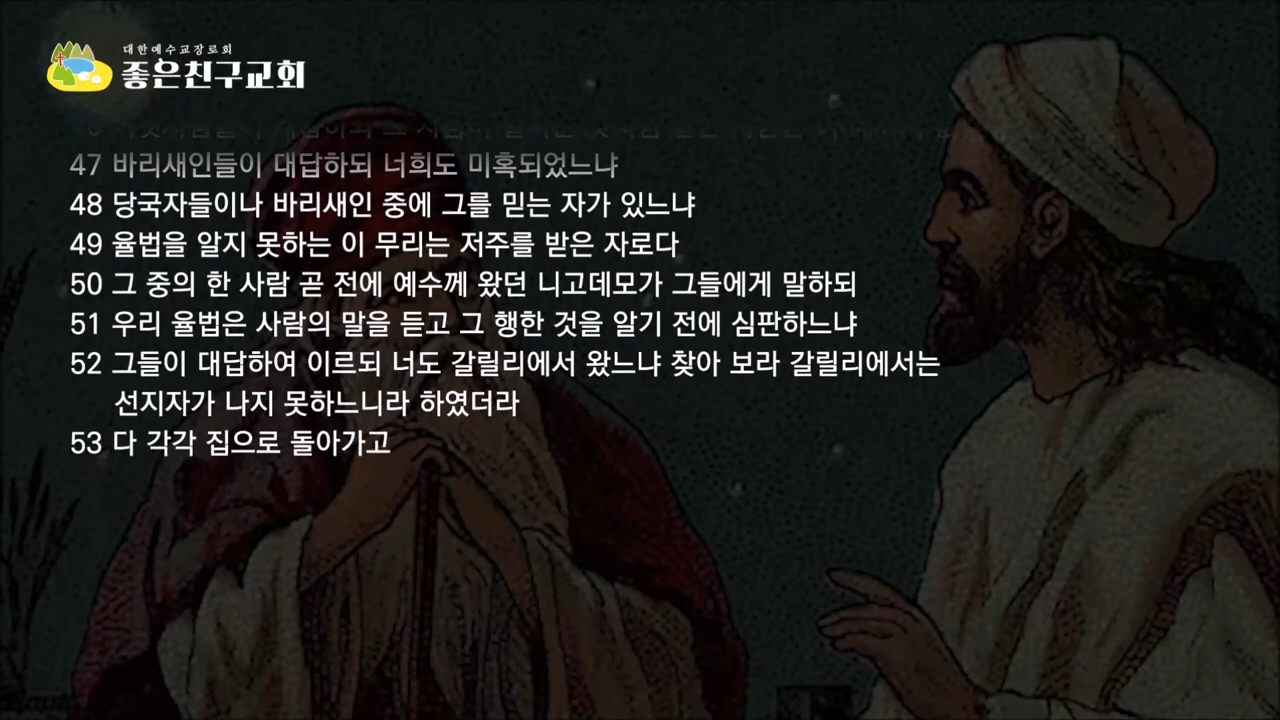 대한예수교장로회
좋은친구교회
47 바리새인들이 대답하되 너희도 미혹되었느냐
48 당국자들이나 바리새인 중에 그를 믿는 자가 있느냐
49 율법을 알지 못하는 이 무리는 저주를 받은 자로다
50 그 중의 한 사람 곧 전에 예수께 왔던 니고데모가 그들에게 말하되
51 우리 율법은 사람의 말을 듣고 그 행한 것을 알기 전에 심판하느냐
52 그들이 대답하여 이르되 너도 갈릴리에서 왔느냐 찾아 보라 갈릴리에서는
선지자가 나지 못하느니라 하였더라
53 다 각각 집으로 돌아가고